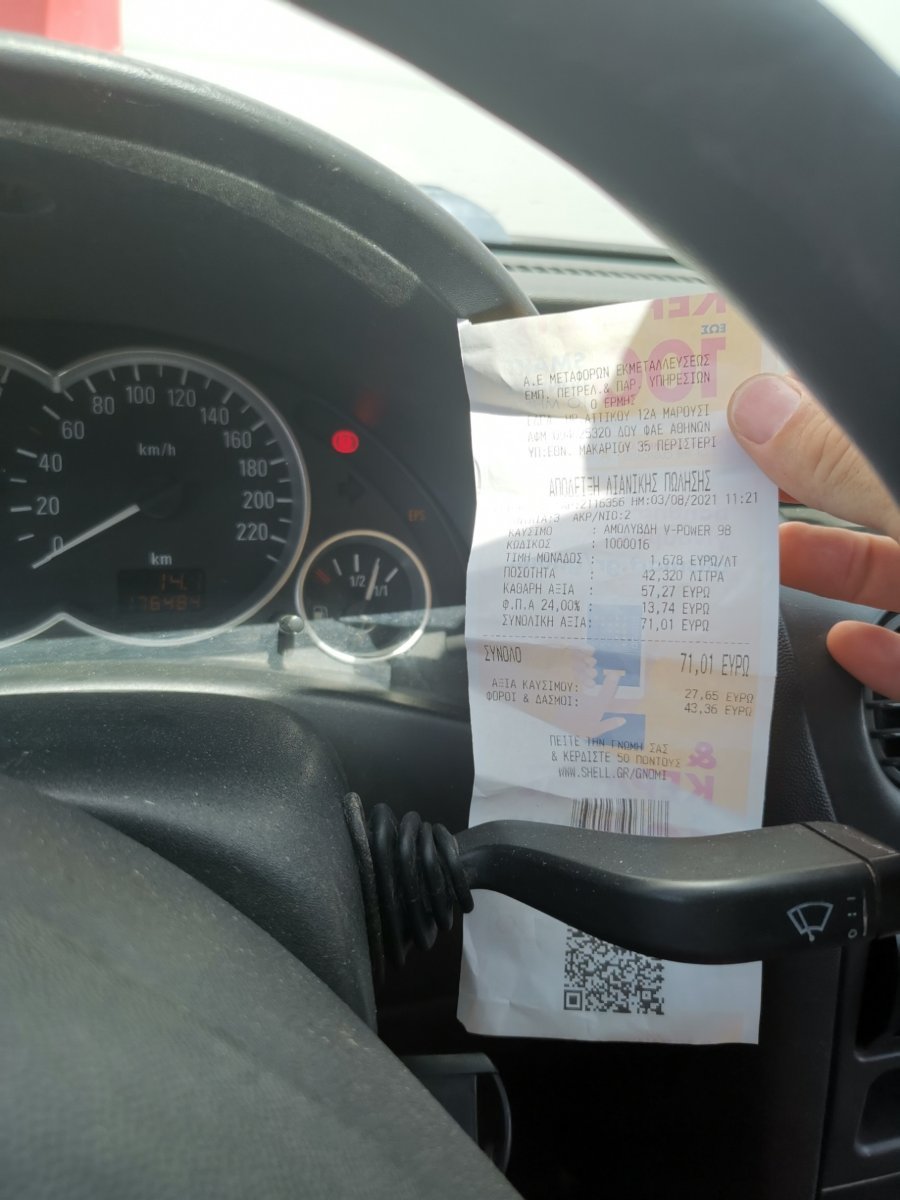 20
40
60
80
100
120
140
160
180
200
220
0
km/h
km
1/2
1/1
EPS
ΕΩΣ
Α.Ε ΜΕΤΑΦΟΡΩΝ ΕΚΜΕΤΑΛΛΕΥΣΕΩΣ
ΕΜΠ. ΠΕΤΡΕΛ.& ΠΑΡ. ΥΠΗΡΕΣΙΩΝ
Ο ΕΡΜΗΣ
ΗΡ.ΑΤΤΙΚΟΥ 12Α ΜΑΡΟΥΣΙ
ΔΟΥ ΦΑΕ ΑΘΗΝΩΝ
ΥΠ:ΕΘΝ. ΜΑΚΑΡΙΟΥ 35 ΠΕΡΙΣΤΕΡΙ
ΑΠΟΔΕΙΞΗ ΛΙΑΝΙΚΗΣ ΠΩΛΗΣΗΣ
ΗΜ:03/08/2021 11:21
ΑΚΡ/NID:2
ΚΑΥΣΙΜΟ : ΑΜΟΛΥΒΔΗ V-POWER 98
ΚΩΔΙΚΟΣ : 1000016
ΤΙΜΗ ΜΟΝΑΔΟΣ : 1,678 ΕΥΡΩ/ΛΤ
ΠΟΣΟΤΗΤΑ : 42,320 ΛΙΤΡΑ
ΚΑΘΑΡΗ ΑΞΙΑ : 57,27 ΕΥΡΩ
Φ.Π.Α 24,00% : 13,74 ΕΥΡΩ
ΣΥΝΟΛΙΚΗ ΑΞΙΑ: 71,01 ΕΥΡΩ
ΣΥΝΟΛΟ 71,01 ΕΥΡΩ
ΑΞΙΑ ΚΑΥΣΙΜΟΥ: 27,65 ΕΥΡΩ
ΦΟΡΟΙ & ΔΑΣΜΟΙ: 43,36 ΕΥΡΩ
ΠΕΙΤΕ ΤΗΝ ΓΝΩΜΗ ΣΑΣ
& ΚΕΡΔΙΣΤΕ 50 ΠΟΝΤΟΥΣ
WWW.SHELL.GR/GNOMI